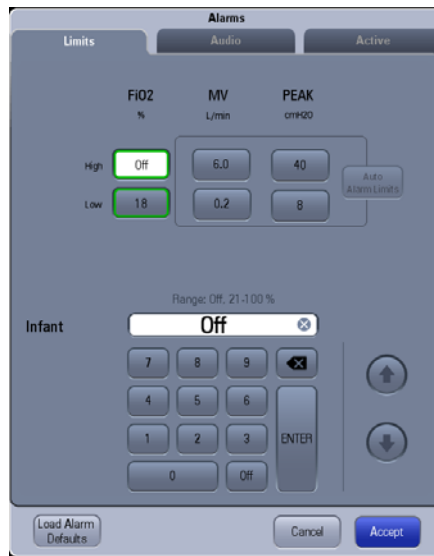 Alarms
Limits Audio Active
FiO2 MV PEAK
% L/min cmH2O
High Off 6.0 40
Auto
Alarm Limits
Low 18 0.2 8
Range: Off, 21-100 %
Infant Off
7 8 9
4 5 6
1 2 3 ENTER
0 Off
Load Alarm
Defaults
Cancel Accept